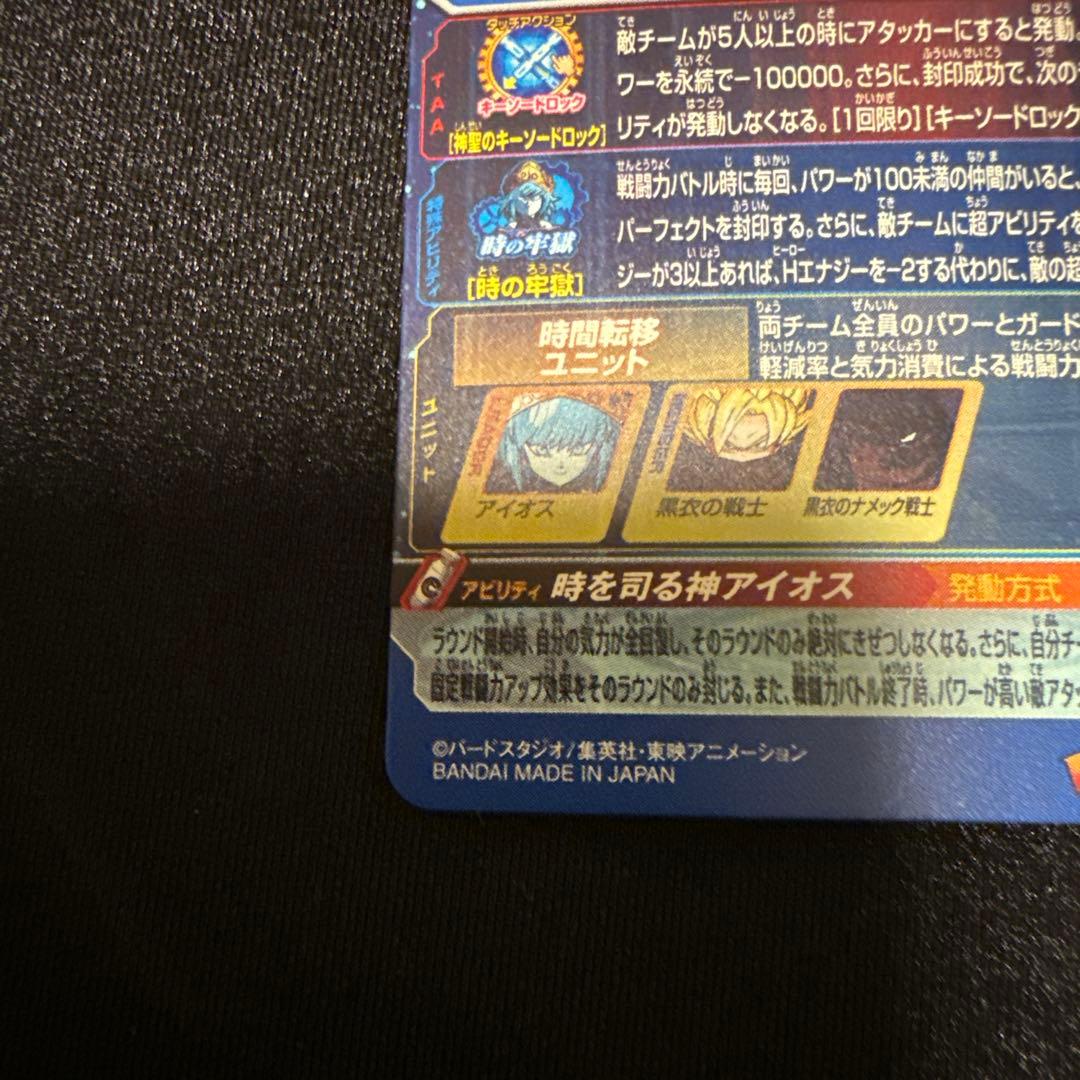 タッチアクション
キーソードロック
TAA
[神聖のキーソードロック]
敵チームが5人以上の時にアタッカーにすると発動。
ワーを永続で-100000。さらに、封印成功で、次の
リティが発動しなくなる。[1回限り][キーソードロック
超アビリティ
時の牢獄
[時の牢獄]
戦闘力バトル時に毎回、パワーが100未満の仲間がいると、
パーフェクトを封印する。さらに、敵チームに超アビリティを
ジーが3以上あれば、Hエナジーを-2する代わりに、敵の超
ユニット
時間転移
ユニット
両チーム全員のパワーとガード
軽減率と気力消費による戦闘力
アイオス
黒衣の戦士
黒衣のナメック戦士
アビリティ 時を司る神アイオス
発動方式
ラウンド開始時、自分の気力が全回復し、そのラウンドのみ絶対にきぜつしなくなる。さらに、自分チー
固定戦闘力アップ効果をそのラウンドのみ封じる。また、戦闘力バトル終了時、パワーが高い敵アタッ
©バードスタジオ/集英社・東映アニメーション
BANDAI MADE IN JAPAN